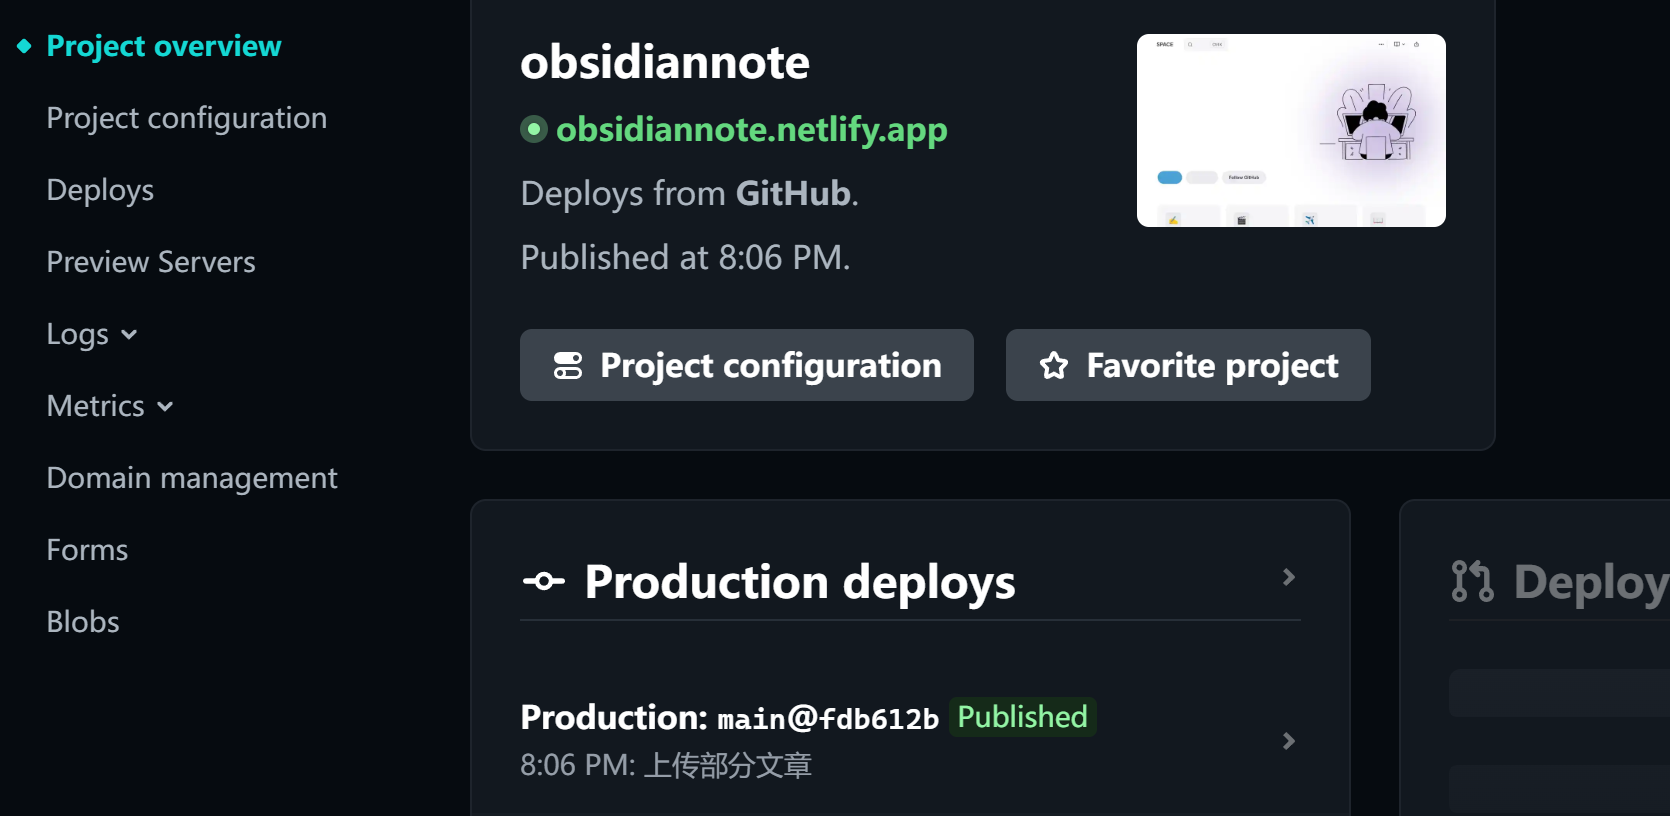 Project overview
Project configuration
Deploys
Preview Servers
Logs
Metrics
Domain management
Forms
Blobs
obsidiannote
obsidiannote.netlify.app
Deploys from GitHub.
Published at 8:06 PM.
SPACE
Follow GitHub
Project configuration
Favorite project
Production deploys
Production: main@fdb612b Published
8:06 PM: 上传部分文章
Deploy